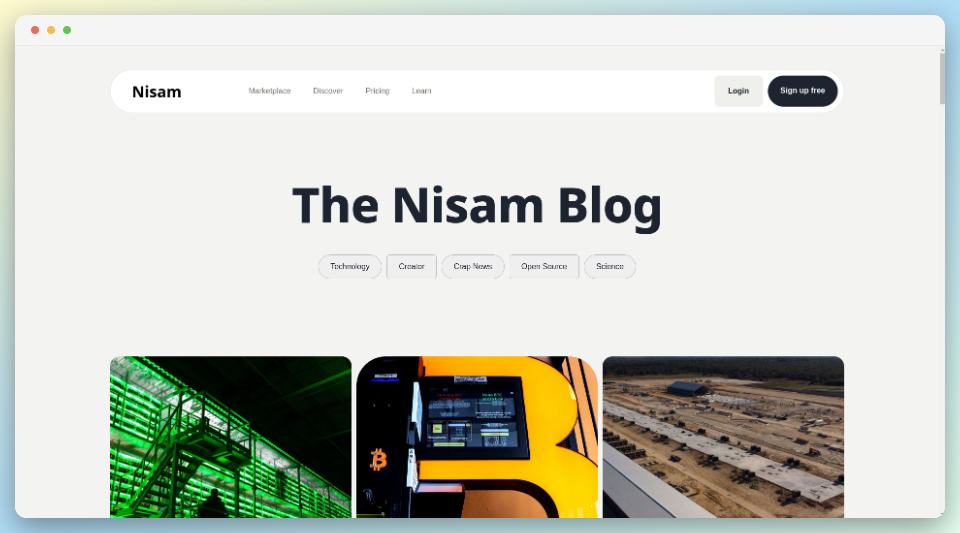 Nisam
Marketplace Discover Pricing Learn
Login
Sign up free
The Nisam Blog
Technology Creator Crap News Open Source Science